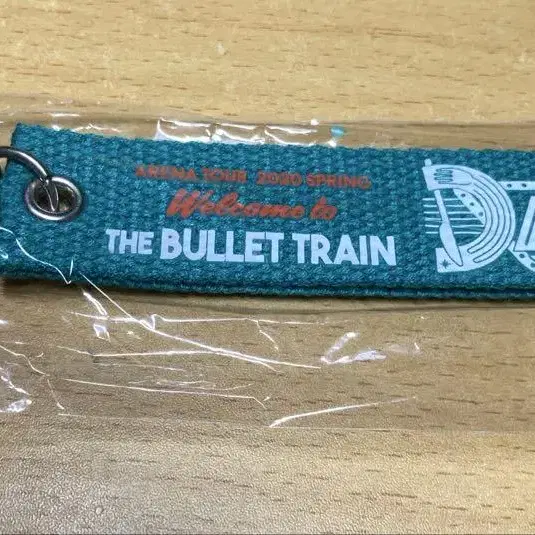 ARENA TOUR 2020 SPRING
Welcome to
THE BULLET TRAIN
D